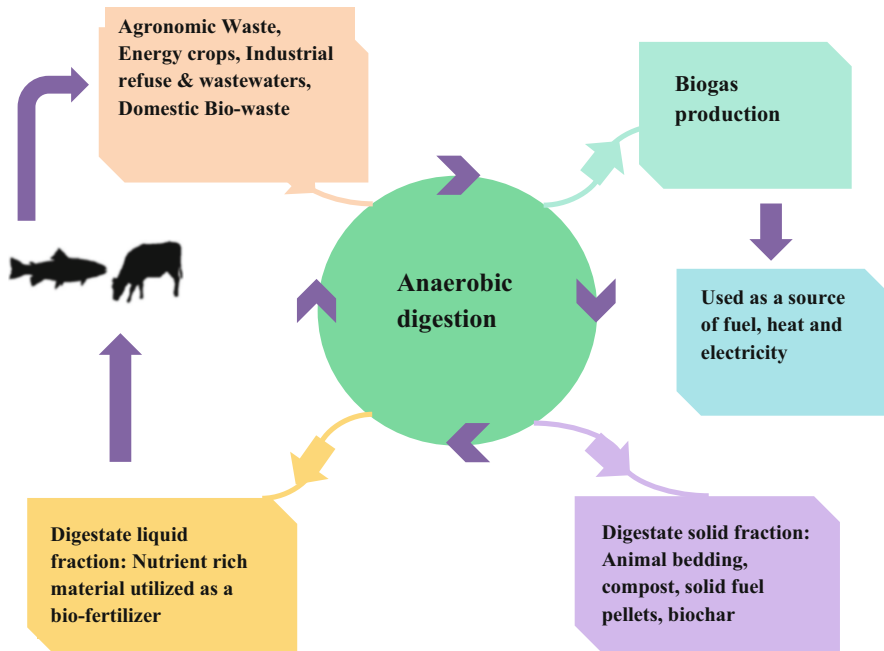 Agronomic Waste,
Energy crops, Industrial
refuse & wastewaters,
Domestic Bio-waste
Biogas
production
Anaerobic
digestion
Used as a source
of fuel, heat and
electricity
Digestate liquid
fraction: Nutrient rich
material utilized as a
bio-fertilizer
Digestate solid fraction:
Animal bedding,
compost, solid fuel
pellets, biochar